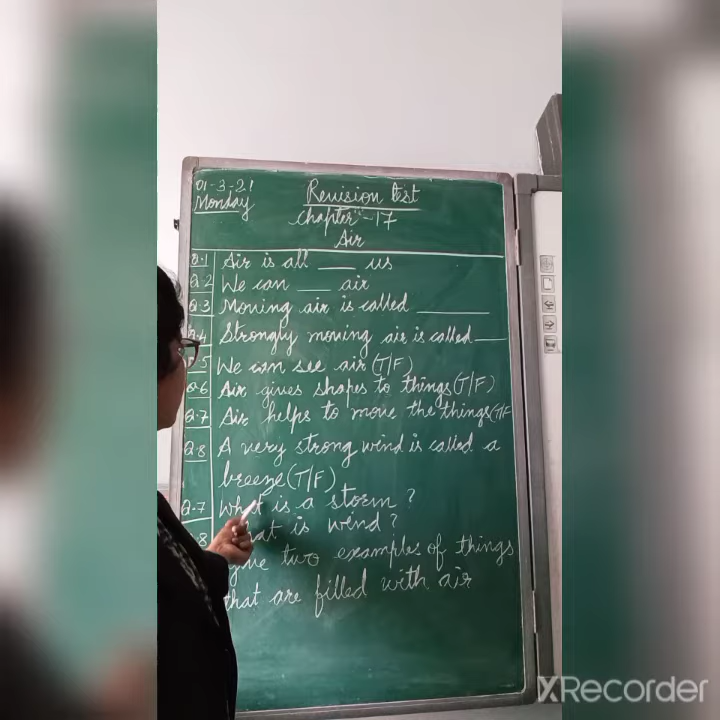 01-3-21
Monday
Revision Test
Chapter - 17
Air
Q.1 Air is all ___ us
Q.2 We can ___ air
Q.3 Moving air is called ______
Q.4 Strongly moving air is called ___
5 We can see air (T/F)
Q.6 Air gives shapes to things (T/F)
Q.7 Air helps to move the things (T/F
Q.8 A very strong wind is called a
breeze (T/F)
Q.7 What is a storm?
8 hat is wind?
give two examples of things
that are filled with air
XRecorder